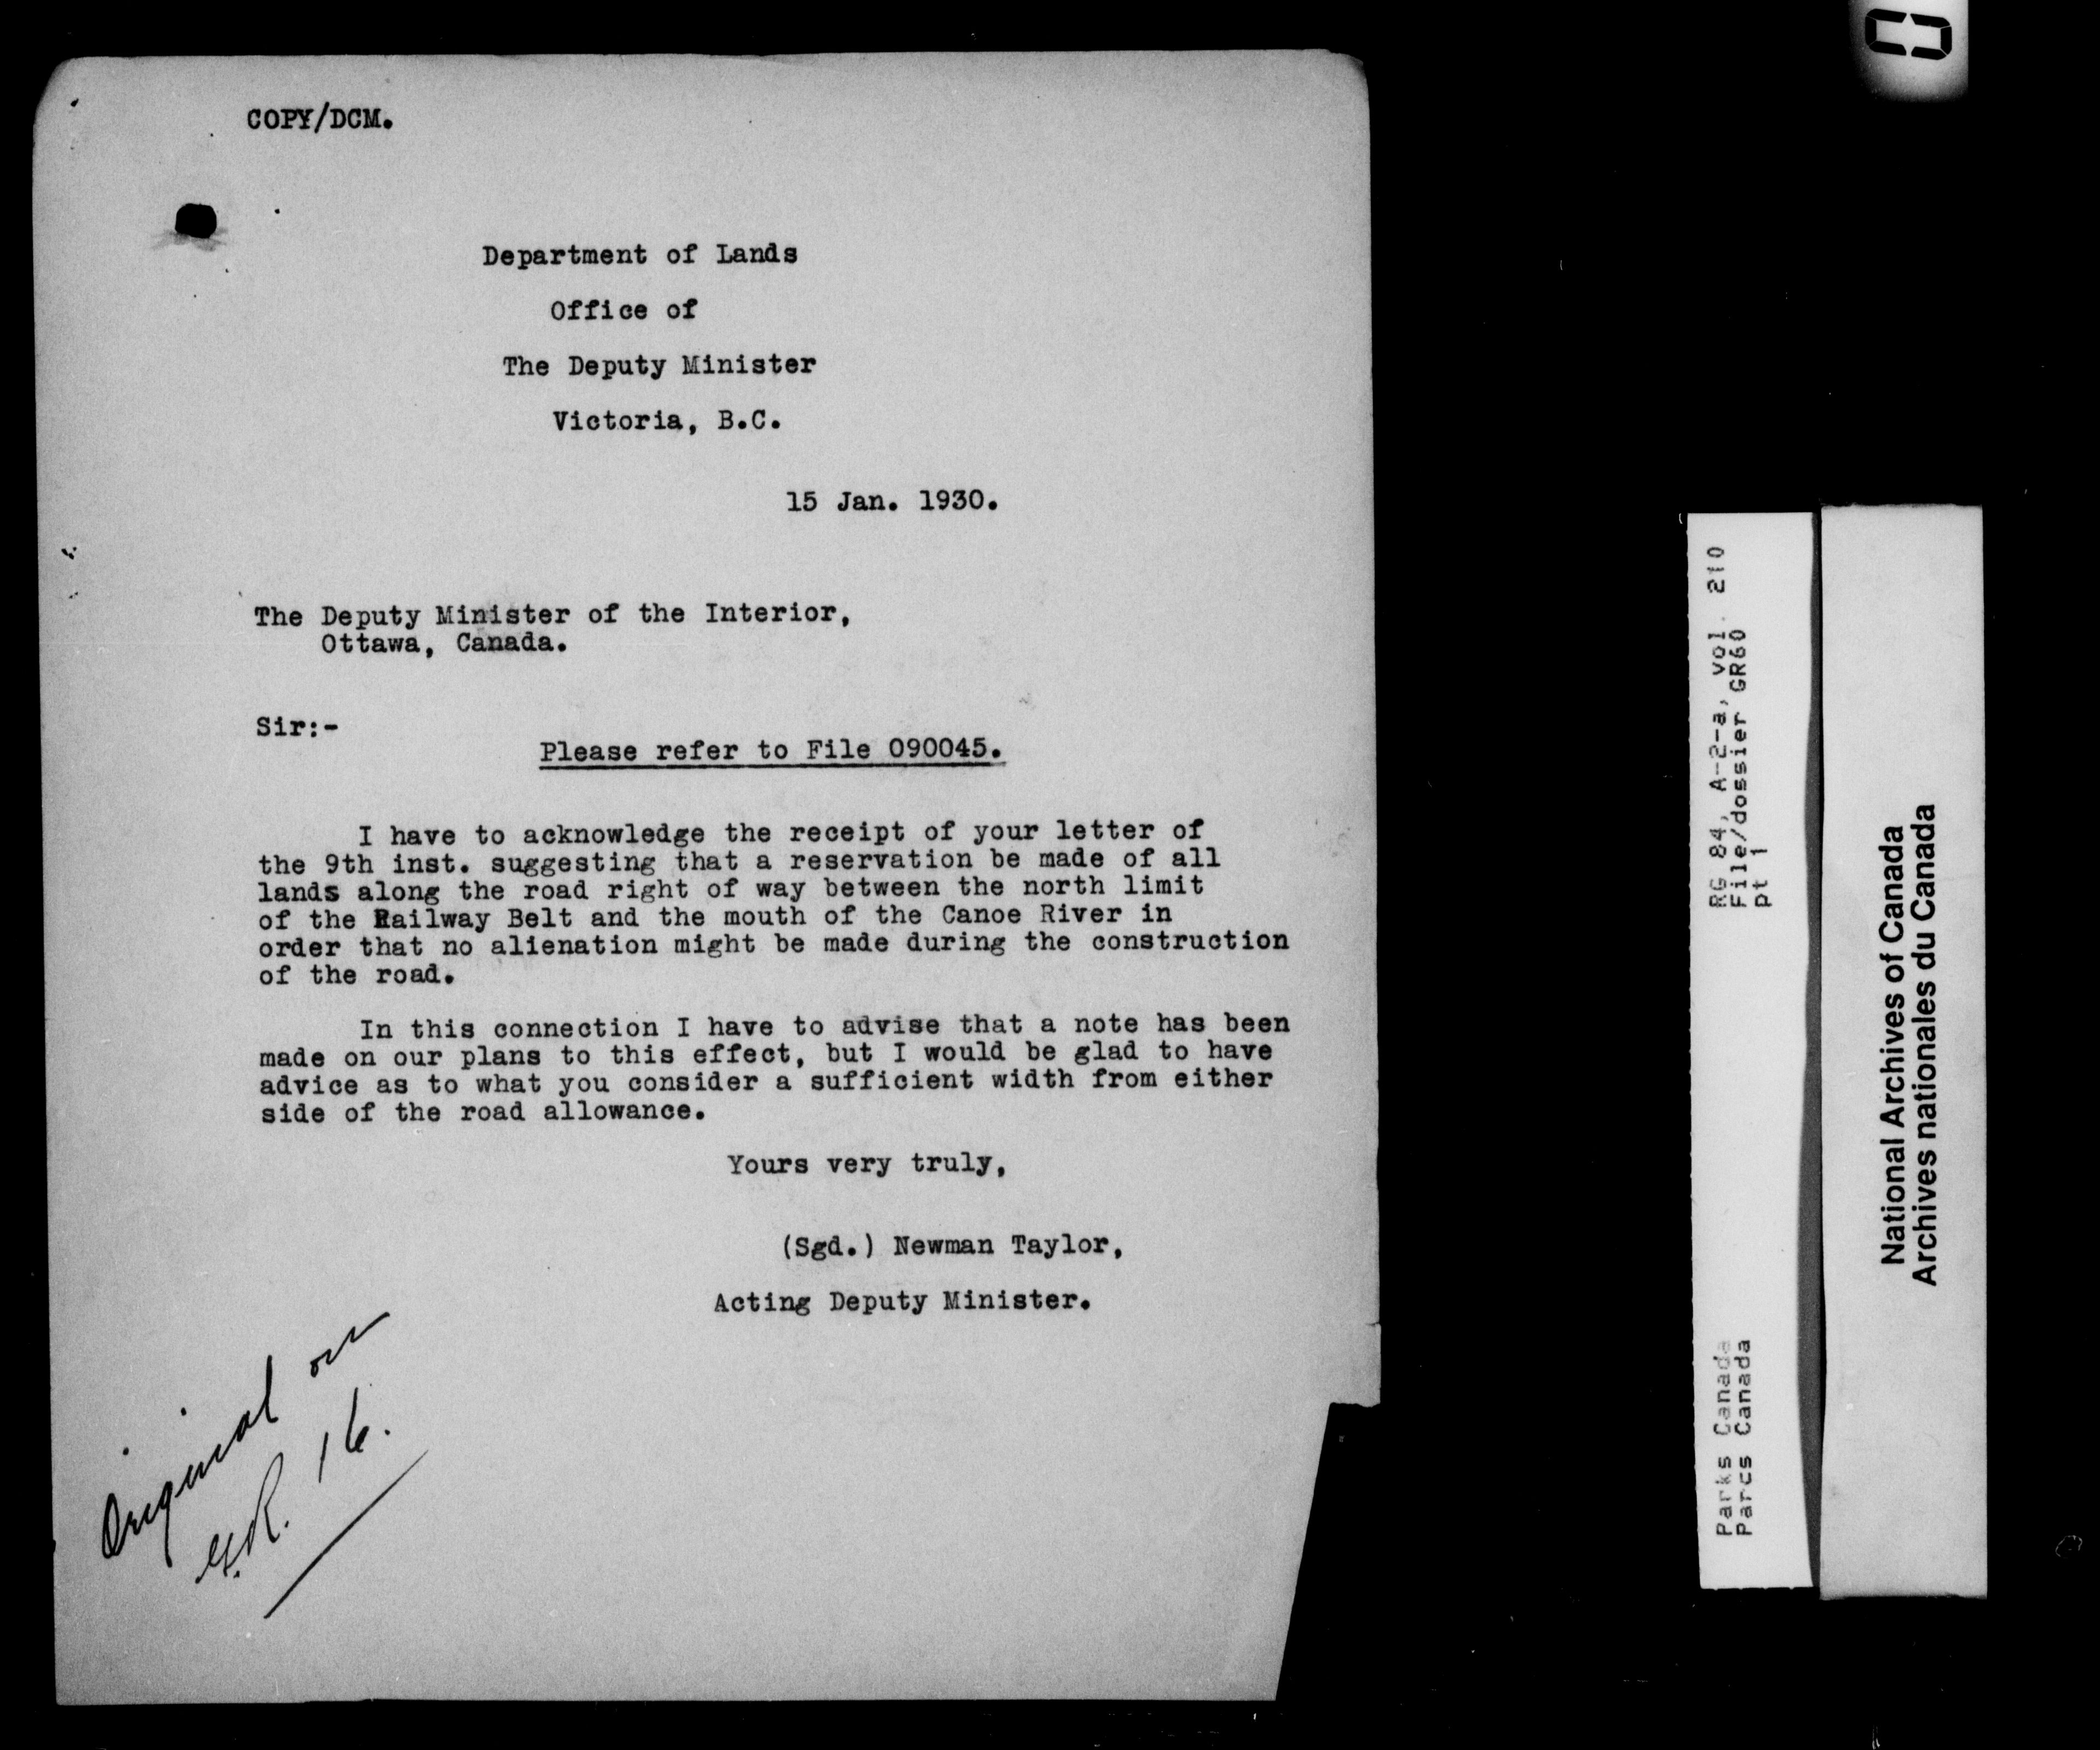 COPY/DCM.
Department of Lands
Office of
The Deputy Minister
Victoria, B.C.
15 Jan. 1930.
The Deputy Minister of the Interior,
Ottawa, Canada.
Sir:-
Please refer to File 090045.
I have to acknowledge the receipt of your letter of
the 9th inst. suggesting that a reservation be made of all
lands along the road right of way between the north limit
of the Railway Belt and the mouth of the Canoe River in
order that no alienation might be made during the construction
of the road.
In this connection I have to advise that a note has been
made on our plans to this effect, but I would be glad to have
advice as to what you consider a sufficient width from either
side of the road allowance.
Yours very truly,
(Sgd.) Newman Taylor,
Acting Deputy Minister.
Original on
G.R. 16.
RG 84, A-2-a, vol. 210
File/dossier GR60
pt 1
Parks Canada
Parcs Canada
National Archives of Canada
Archives nationales du Canada